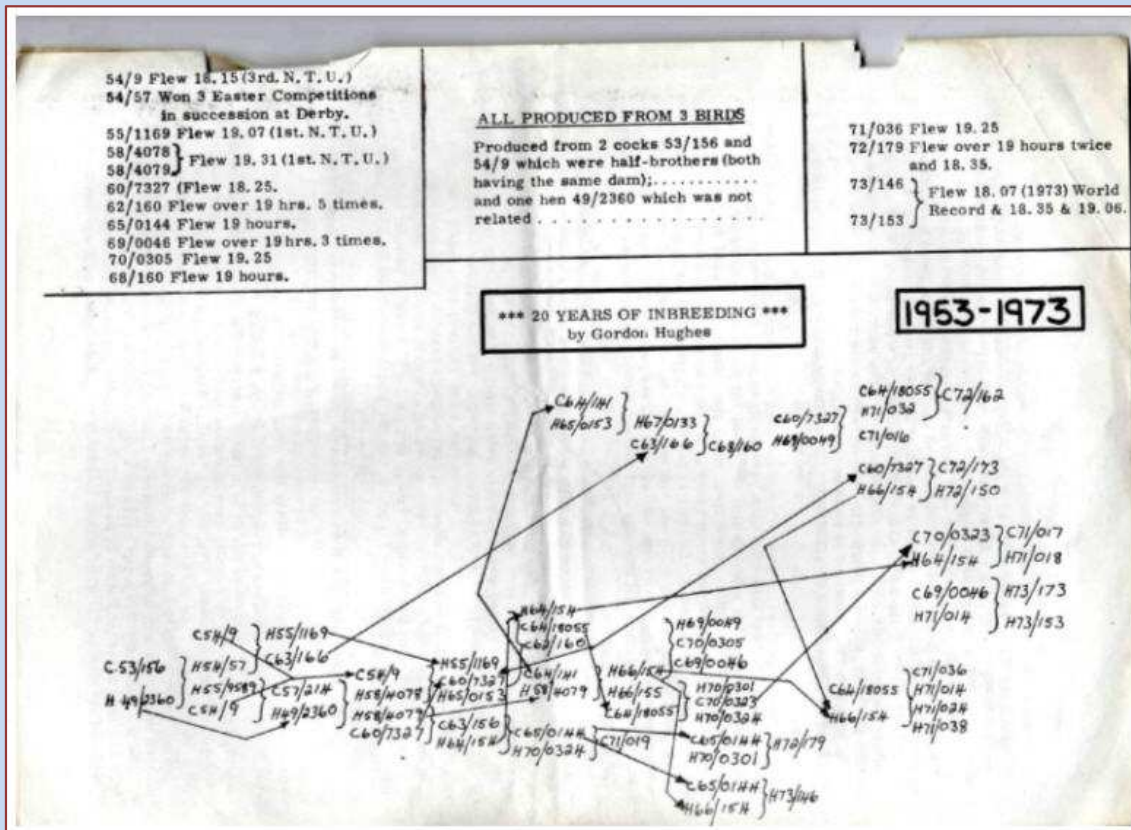 54/9 Flew 18.15 (3rd. N.T.U.)
54/57 Won 3 Easter Competitions
in succession at Derby.
55/1169 Flew 19.07 (1st. N.T.U.)
58/4078
58/4079 } Flew 19.31 (1st. N.T.U.)
60/7327 (Flew 18.25.
62/160 Flew over 19 hrs. 5 times.
65/0144 Flew 19 hours.
69/0046 Flew over 19 hrs. 3 times.
70/0305 Flew 19.25
68/160 Flew 19 hours.
ALL PRODUCED FROM 3 BIRDS
Produced from 2 cocks 53/156 and
54/9 which were half-brothers (both
having the same dam);............
and one hen 49/2360 which was not
related . . . . . . . . . . . . . . . . .
71/036 Flew 19.25
72/179 Flew over 19 hours twice
and 18.35.
73/146 } Flew 18.07 (1973) World
73/153 } Record & 18.35 & 19.06.
*** 20 YEARS OF INBREEDING ***
by Gordon Hughes
1953-1973
C64/141
H65/0153
H67/0133
C63/166
C68/160
C60/7327
H69/0049
C64/18055
H71/032
C72/162
C71/016
C60/7327
H66/154
C72/173
H72/150
C70/0323
H64/154
C71/017
H71/018
C69/0046
H71/014
H73/173
H73/153
C.53/156
H 49/2360
C54/9
H54/57
H55/9589
C54/9
H55/1169
C63/166
C57/214
H49/2360
C54/9
H58/4078
H58/4079
C60/7327
H55/1169
C60/7327
H65/0153
C63/156
H64/154
H64/154
C64/18055
C62/160
C64/141
H58/4079
C65/0144
H70/0324
C71/019
H66/154
H66/155
C64/18055
H69/0049
C70/0305
C69/0046
H70/0301
C70/0323
H70/0324
C65/0144
H70/0301
H72/179
C65/0144
H66/154
H73/146
C64/18055
H66/154
C71/036
H71/014
H71/024
H71/038